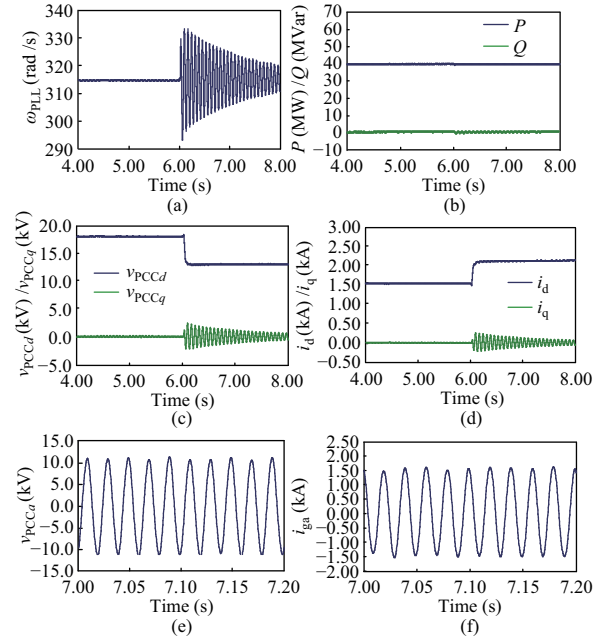 340
330
320
310
300
290
4.00 5.00 6.00 7.00 8.00
ω_PLL (rad /s)
Time (s)
(a)
70
60
50
40
30
20
10
0
−10
4.00 5.00 6.00 7.00 8.00
P (MW) /Q (MVar)
P
Q
Time (s)
(b)
20.0
15.0
10.0
5.0
0.0
−5.0
4.00 5.00 6.00 7.00 8.00
v_PCCd (kV) /v_PCCq (kV)
v_PCCd
v_PCCq
Time (s)
(c)
3.00
2.50
2.00
1.50
1.00
0.50
0.00
−0.50
4.00 5.00 6.00 7.00 8.00
i_d (kA) /i_q (kA)
i_d
i_q
Time (s)
(d)
15.0
10.0
5.0
0.0
−5.0
−10.0
−15.0
7.00 7.05 7.10 7.15 7.20
v_PCCa (kV)
Time (s)
(e)
2.50
2.00
1.50
1.00
0.50
0.00
−0.50
−1.00
−1.50
−2.00
7.00 7.05 7.10 7.15 7.20
i_ga (kA)
Time (s)
(f)